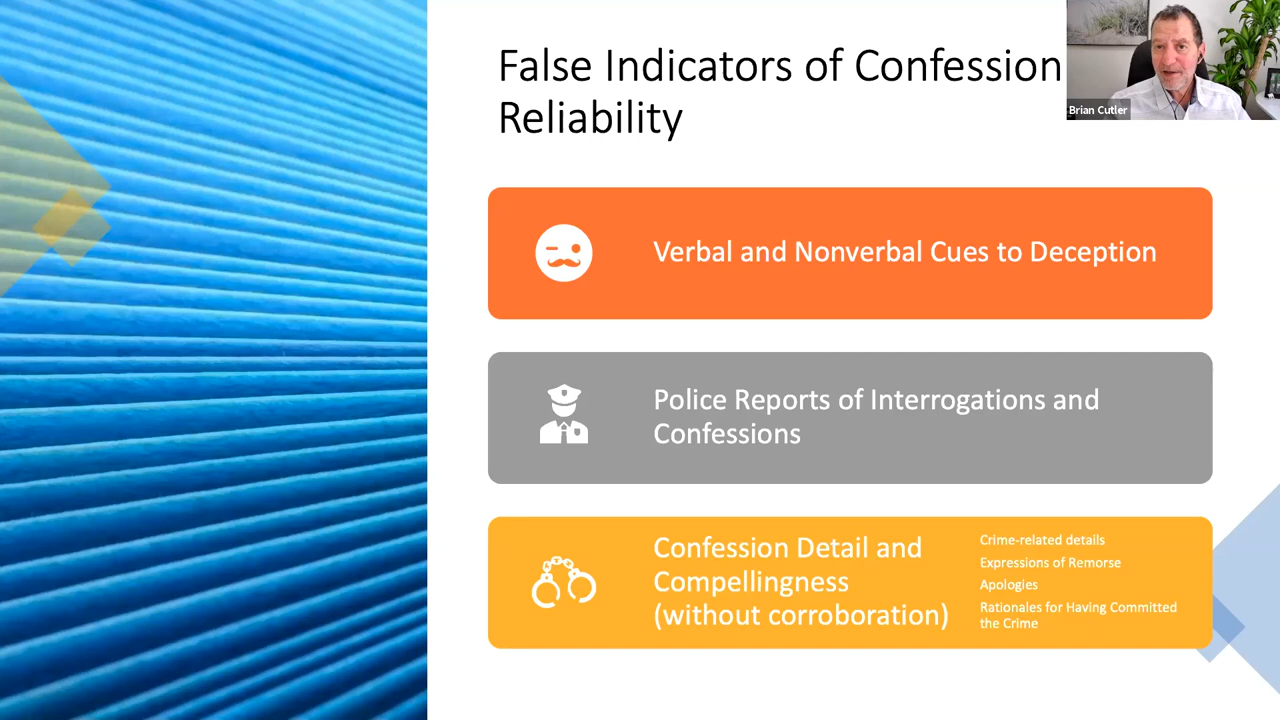 False Indicators of Confession
Reliability
Brian Cutler
Verbal and Nonverbal Cues to Deception
Police Reports of Interrogations and
Confessions
Confession Detail and
Compellingness
(without corroboration)
Crime-related details
Expressions of Remorse
Apologies
Rationales for Having Committed
the Crime